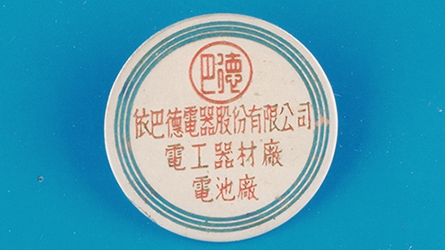 巴德
依巴德電器股份有限公司
電工器材廠
電池廠